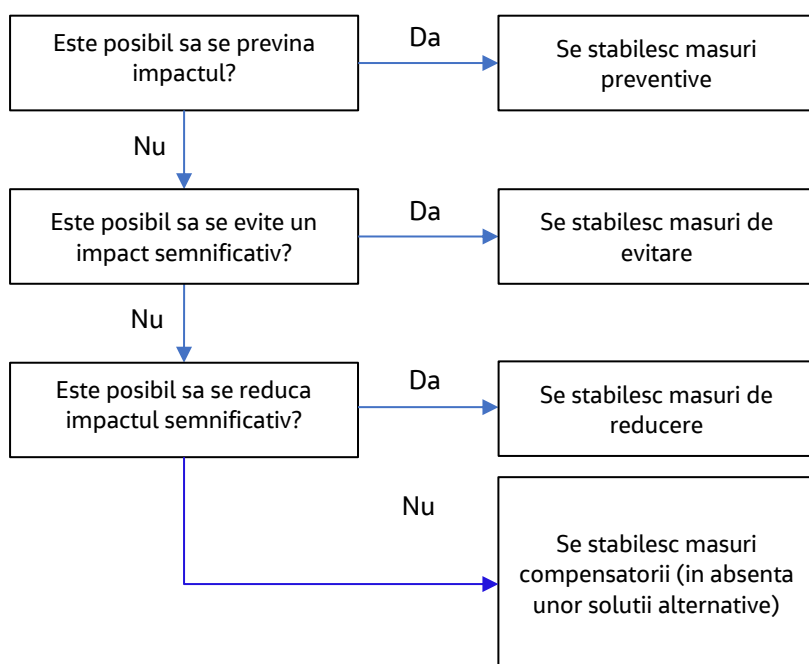 Este posibil sa se previna
impactul?
Da
Se stabilesc masuri
preventive
Nu
Este posibil sa se evite un
impact semnificativ?
Da
Se stabilesc masuri de
evitare
Nu
Este posibil sa se reduca
impactul semnificativ?
Da
Se stabilesc masuri de
reducere
Nu
Se stabilesc masuri
compensatorii (in absenta
unor solutii alternative)